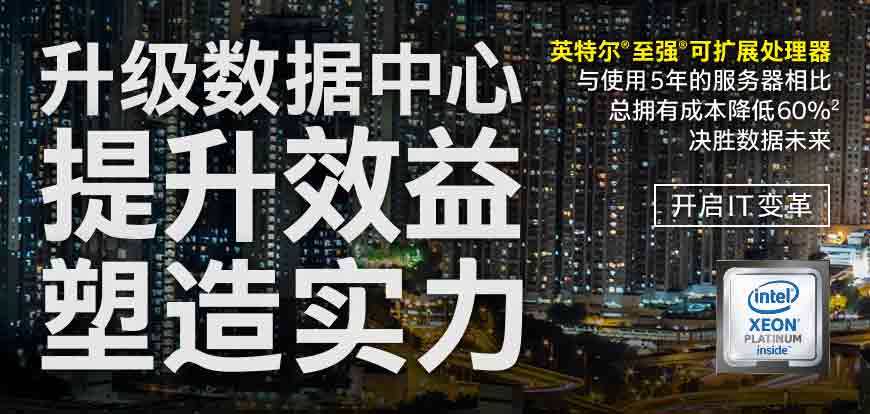 升级数据中心
提升效益
塑造实力
英特尔®至强®可扩展处理器
与使用5年的服务器相比
总拥有成本降低60%²
决胜数据未来
开启IT变革
intel®
XEON®
PLATINUM
inside™